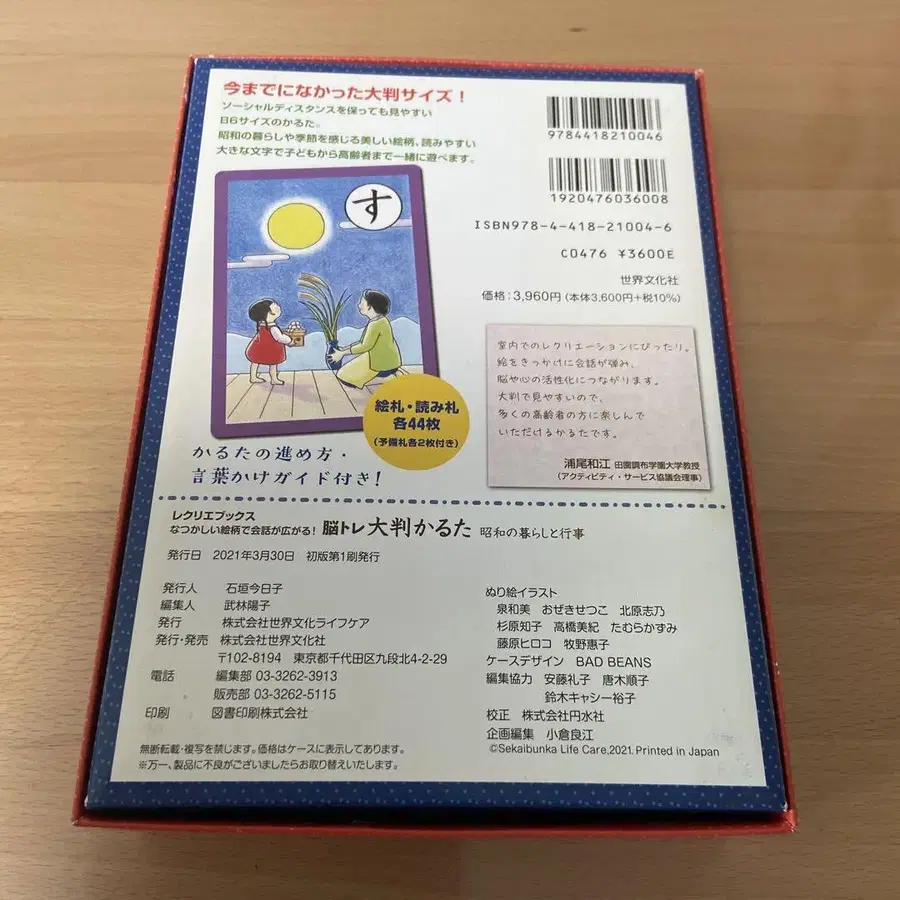 今までになかった大判サイズ！
ソーシャルディスタンスを保っても見やすい
B6サイズのかるた。
昭和の暮らしや季節を感じる美しい絵柄、読みやすい
大きな文字で子どもから高齢者まで一緒に遊べます。
す
絵札・読み札
各44枚
(予備札各2枚付き)
かるたの進め方・
言葉かけガイド付き！
9784418210046
1920476036008
ISBN978-4-418-21004-6
C0476 ¥3600E
世界文化社
価格：3,960円（本体3,600円+税10%）
室内でのレクリエーションにぴったり。
絵をきっかけに会話が弾み、
脳や心の活性化につながります。
大判で見やすいので、
多くの高齢者の方に楽しんで
いただけるかるたです。
浦尾和江 田園調布学園大学教授
（アクティビティ・サービス協議会理事）
レクリエブックス
なつかしい絵柄で会話が広がる！ 脳トレ大判かるた 昭和の暮らしと行事
発行日 2021年3月30日 初版第1刷発行
発行人 石垣今日子
編集人 武林陽子
発行 株式会社世界文化ライフケア
発行・発売 株式会社世界文化社
〒102-8194 東京都千代田区九段北4-2-29
電話 編集部 03-3262-3913
販売部 03-3262-5115
印刷 図書印刷株式会社
無断転載・複写を禁じます。価格はケースに表示してあります。
※万一、製品に不良がございましたらお取り替えいたします。
ぬり絵イラスト
泉和美 おぜきせつこ 北原志乃
杉原知子 高橋美紀 たむらかずみ
藤原ヒロコ 牧野惠子
ケースデザイン BAD BEANS
編集協力 安藤礼子 唐木順子
鈴木キャシー裕子
校正 株式会社円水社
企画編集 小倉良江
©Sekaibunka Life Care,2021.Printed in Japan